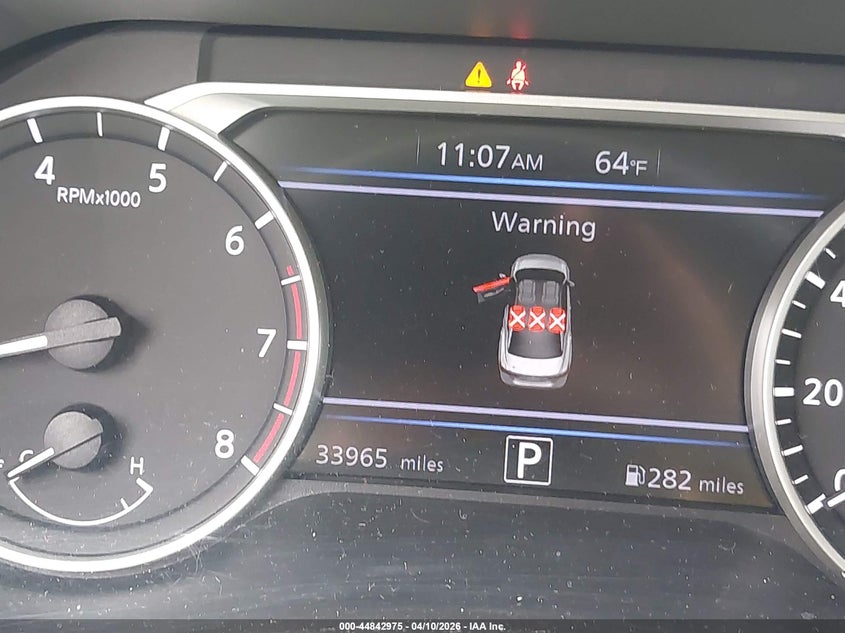 11:07AM 64°F
4 5 6 7 8
RPMx1000
Warning
C H
33965 miles
P
282 miles
20
0
000-44842975 - 04/10/2026 - IAA Inc.